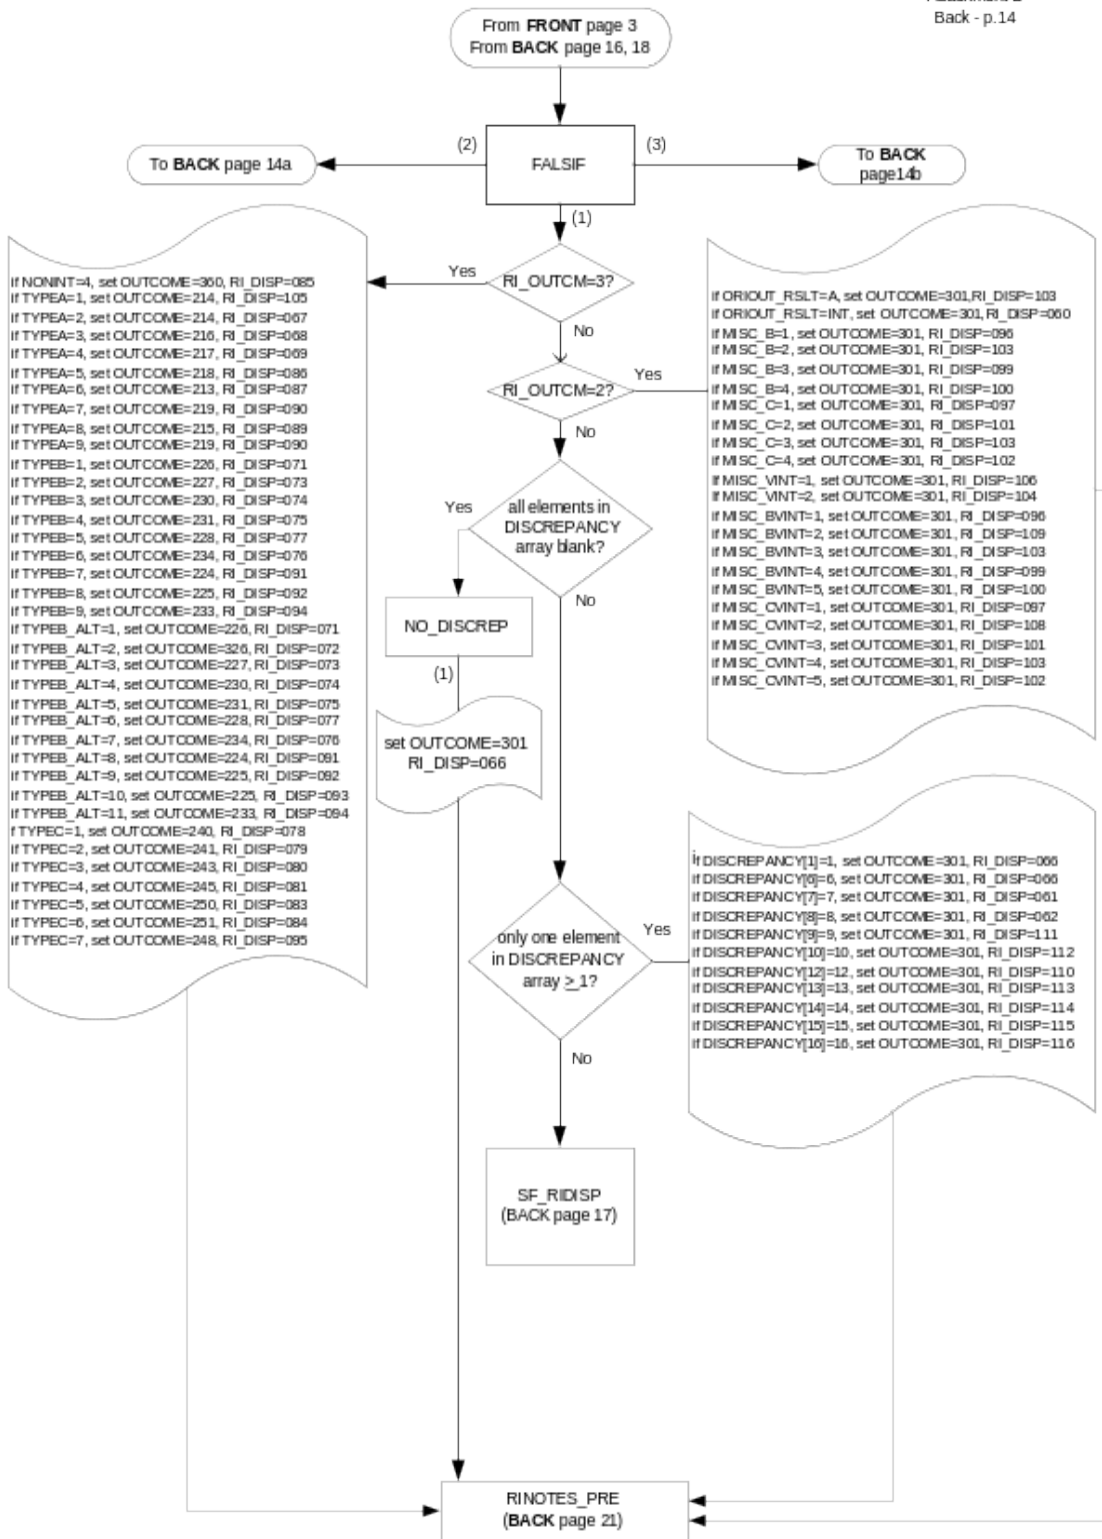 Back - p.14
From FRONT page 3
From BACK page 16, 18
(2)
(3)
To BACK page 14a
FALSIF
To BACK
page14b
(1)
Yes
RI_OUTCM=3?
No
RI_OUTCM=2?
Yes
No
If NONINT=4, set OUTCOME=360, RI_DISP=085
If TYPEA=1, set OUTCOME=214, RI_DISP=105
If TYPEA=2, set OUTCOME=214, RI_DISP=067
If TYPEA=3, set OUTCOME=216, RI_DISP=068
If TYPEA=4, set OUTCOME=217, RI_DISP=069
If TYPEA=5, set OUTCOME=218, RI_DISP=086
If TYPEA=6, set OUTCOME=213, RI_DISP=087
If TYPEA=7, set OUTCOME=219, RI_DISP=090
If TYPEA=8, set OUTCOME=215, RI_DISP=089
If TYPEA=9, set OUTCOME=219, RI_DISP=090
If TYPEB=1, set OUTCOME=226, RI_DISP=071
If TYPEB=2, set OUTCOME=227, RI_DISP=073
If TYPEB=3, set OUTCOME=230, RI_DISP=074
If TYPEB=4, set OUTCOME=231, RI_DISP=075
If TYPEB=5, set OUTCOME=228, RI_DISP=077
If TYPEB=6, set OUTCOME=234, RI_DISP=076
If TYPEB=7, set OUTCOME=224, RI_DISP=091
If TYPEB=8, set OUTCOME=225, RI_DISP=092
If TYPEB=9, set OUTCOME=233, RI_DISP=094
If TYPEB_ALT=1, set OUTCOME=226, RI_DISP=071
If TYPEB_ALT=2, set OUTCOME=326, RI_DISP=072
If TYPEB_ALT=3, set OUTCOME=227, RI_DISP=073
If TYPEB_ALT=4, set OUTCOME=230, RI_DISP=074
If TYPEB_ALT=5, set OUTCOME=231, RI_DISP=075
If TYPEB_ALT=6, set OUTCOME=228, RI_DISP=077
If TYPEB_ALT=7, set OUTCOME=234, RI_DISP=076
If TYPEB_ALT=8, set OUTCOME=224, RI_DISP=091
If TYPEB_ALT=9, set OUTCOME=225, RI_DISP=092
If TYPEB_ALT=10, set OUTCOME=225, RI_DISP=093
If TYPEB_ALT=11, set OUTCOME=233, RI_DISP=094
f TYPEC=1, set OUTCOME=240, RI_DISP=078
If TYPEC=2, set OUTCOME=241, RI_DISP=079
If TYPEC=3, set OUTCOME=243, RI_DISP=080
If TYPEC=4, set OUTCOME=245, RI_DISP=081
If TYPEC=5, set OUTCOME=250, RI_DISP=083
If TYPEC=6, set OUTCOME=251, RI_DISP=084
If TYPEC=7, set OUTCOME=248, RI_DISP=095
If ORIOUT_RSLT=A, set OUTCOME=301,RI_DISP=103
If ORIOUT_RSLT=INT, set OUTCOME=301,RI_DISP=060
If MISC_B=1, set OUTCOME=301, RI_DISP=096
If MISC_B=2, set OUTCOME=301, RI_DISP=103
If MISC_B=3, set OUTCOME=301, RI_DISP=099
If MISC_B=4, set OUTCOME=301, RI_DISP=100
If MISC_C=1, set OUTCOME=301, RI_DISP=097
If MISC_C=2, set OUTCOME=301, RI_DISP=101
If MISC_C=3, set OUTCOME=301, RI_DISP=103
If MISC_C=4, set OUTCOME=301, RI_DISP=102
If MISC_VINT=1, set OUTCOME=301, RI_DISP=106
If MISC_VINT=2, set OUTCOME=301, RI_DISP=104
If MISC_BVINT=1, set OUTCOME=301, RI_DISP=096
If MISC_BVINT=2, set OUTCOME=301, RI_DISP=109
If MISC_BVINT=3, set OUTCOME=301, RI_DISP=103
If MISC_BVINT=4, set OUTCOME=301, RI_DISP=099
If MISC_BVINT=5, set OUTCOME=301, RI_DISP=100
If MISC_CVINT=1, set OUTCOME=301, RI_DISP=097
If MISC_CVINT=2, set OUTCOME=301, RI_DISP=108
If MISC_CVINT=3, set OUTCOME=301, RI_DISP=101
If MISC_CVINT=4, set OUTCOME=301, RI_DISP=103
If MISC_CVINT=5, set OUTCOME=301, RI_DISP=102
Yes
all elements in
DISCREPANCY
array blank?
No
NO_DISCREP
(1)
set OUTCOME=301
RI_DISP=066
only one element
in DISCREPANCY
array >1?
Yes
No
if DISCREPANCY[1]=1, set OUTCOME=301, RI_DISP=066
if DISCREPANCY[6]=6, set OUTCOME=301, RI_DISP=066
if DISCREPANCY[7]=7, set OUTCOME=301, RI_DISP=061
if DISCREPANCY[8]=8, set OUTCOME=301, RI_DISP=062
if DISCREPANCY[9]=9, set OUTCOME=301, RI_DISP=111
if DISCREPANCY[10]=10, set OUTCOME=301, RI_DISP=112
if DISCREPANCY[12]=12, set OUTCOME=301, RI_DISP=110
if DISCREPANCY[13]=13, set OUTCOME=301, RI_DISP=113
if DISCREPANCY[14]=14, set OUTCOME=301, RI_DISP=114
if DISCREPANCY[15]=15, set OUTCOME=301, RI_DISP=115
if DISCREPANCY[16]=16, set OUTCOME=301, RI_DISP=116
SF_RIDISP
(BACK page 17)
RINOTES_PRE
(BACK page 21)